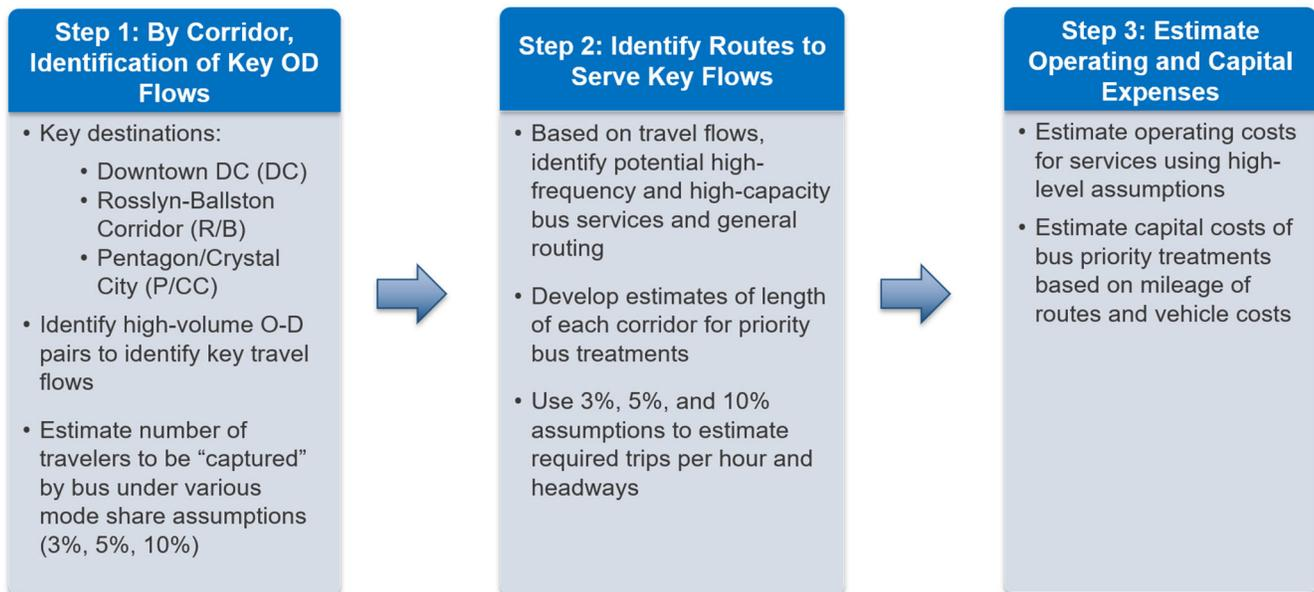 Step 1: By Corridor,
Identification of Key OD
Flows
• Key destinations:
• Downtown DC (DC)
• Rosslyn-Ballston
Corridor (R/B)
• Pentagon/Crystal
City (P/CC)
• Identify high-volume O-D
pairs to identify key travel
flows
• Estimate number of
travelers to be “captured”
by bus under various
mode share assumptions
(3%, 5%, 10%)
Step 2: Identify Routes to
Serve Key Flows
• Based on travel flows,
identify potential high-
frequency and high-capacity
bus services and general
routing
• Develop estimates of length
of each corridor for priority
bus treatments
• Use 3%, 5%, and 10%
assumptions to estimate
required trips per hour and
headways
Step 3: Estimate
Operating and Capital
Expenses
• Estimate operating costs
for services using high-
level assumptions
• Estimate capital costs of
bus priority treatments
based on mileage of
routes and vehicle costs